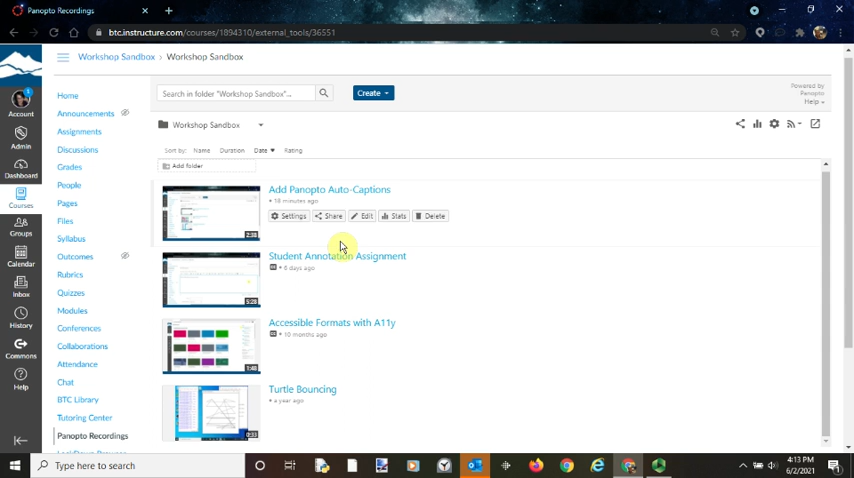 Panopto Recordings
btc.instructure.com/courses/1894310/external_tools/36551
Workshop Sandbox > Workshop Sandbox
Account
Admin
Dashboard
Courses
Groups
Calendar
Inbox
History
Commons
Help
Home
Announcements
Assignments
Discussions
Grades
People
Pages
Files
Syllabus
Outcomes
Rubrics
Quizzes
Modules
Conferences
Collaborations
Attendance
Chat
BTC Library
Tutoring Center
Panopto Recordings
Search in folder "Workshop Sandbox"...
Create
Powered by
Panopto
Help
Workshop Sandbox
Sort by: Name Duration Date Rating
Add folder
Add Panopto Auto-Captions
• 18 minutes ago
Settings Share Edit Stats Delete
2:38
Student Annotation Assignment
• 6 days ago
5:28
Accessible Formats with A11y
• 10 months ago
1:48
Turtle Bouncing
• a year ago
0:33
Type here to search
4:13 PM
6/2/2021